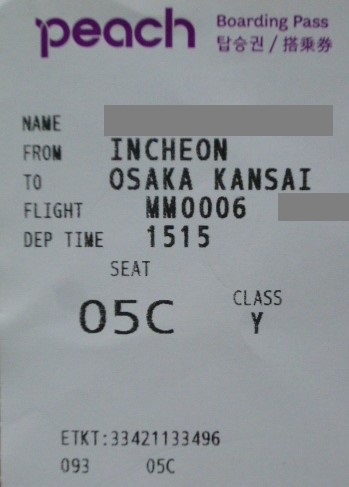 peach Boarding Pass
탑승권 / 搭乗券
NAME
FROM INCHEON
TO OSAKA KANSAI
FLIGHT MM0006
DEP TIME 1515
SEAT
05C
CLASS
Y
ETKT:33421133496
093 05C